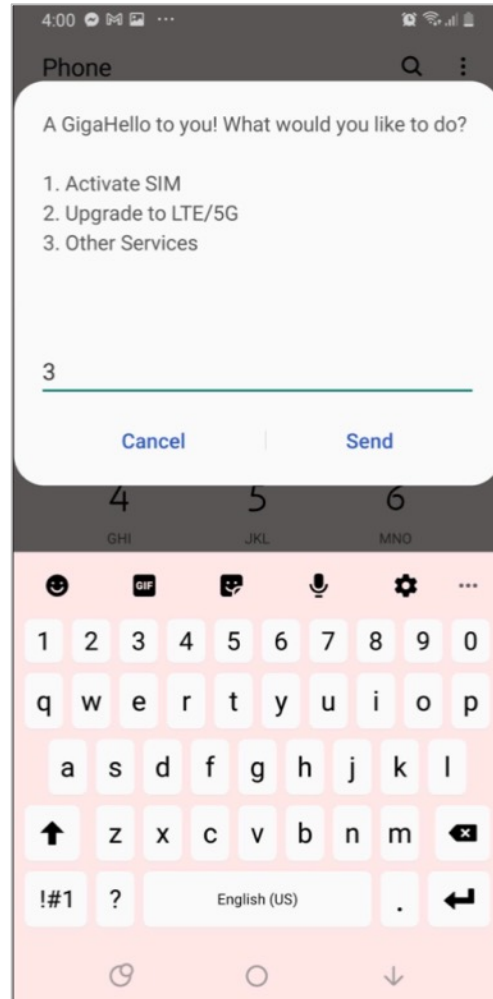 4:00
Phone
A GigaHello to you! What would you like to do?
1. Activate SIM
2. Upgrade to LTE/5G
3. Other Services
3
Cancel Send
4 5 6
GHI JKL MNO
GIF
1 2 3 4 5 6 7 8 9 0
q w e r t y u i o p
a s d f g h j k l
z x c v b n m
!#1 ? English (US) .